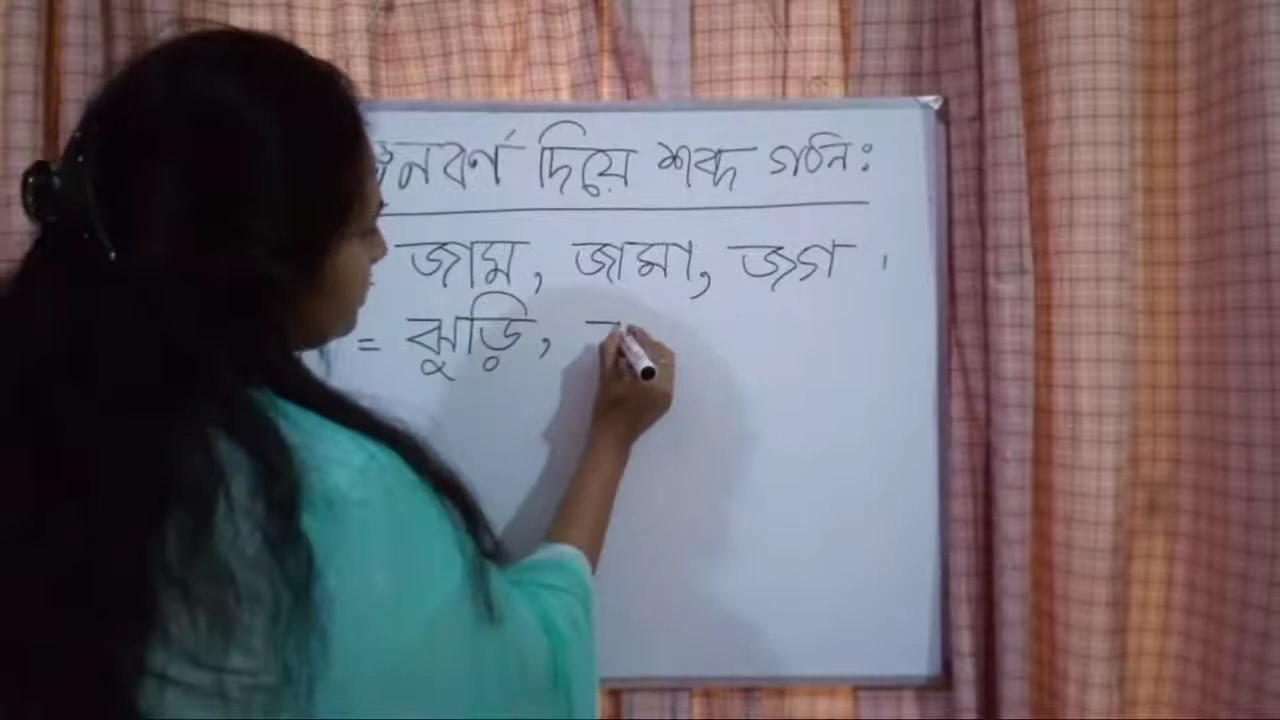 জনবর্ণ দিয়ে শব্দ গঠন:
জাম, জামা, জগ ।
= ঝুড়ি,